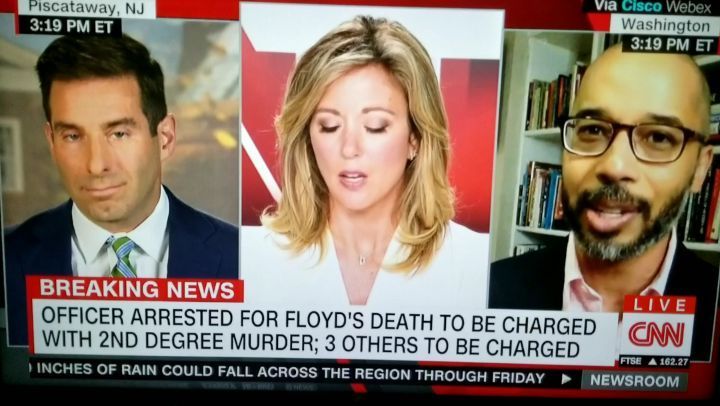 Piscataway, NJ
3:19 PM ET
Via Cisco Webex
Washington
3:19 PM ET
BREAKING NEWS
OFFICER ARRESTED FOR FLOYD'S DEATH TO BE CHARGED
WITH 2ND DEGREE MURDER; 3 OTHERS TO BE CHARGED
LIVE
CNN
FTSE ▲ 162.27
INCHES OF RAIN COULD FALL ACROSS THE REGION THROUGH FRIDAY ▶
NEWSROOM